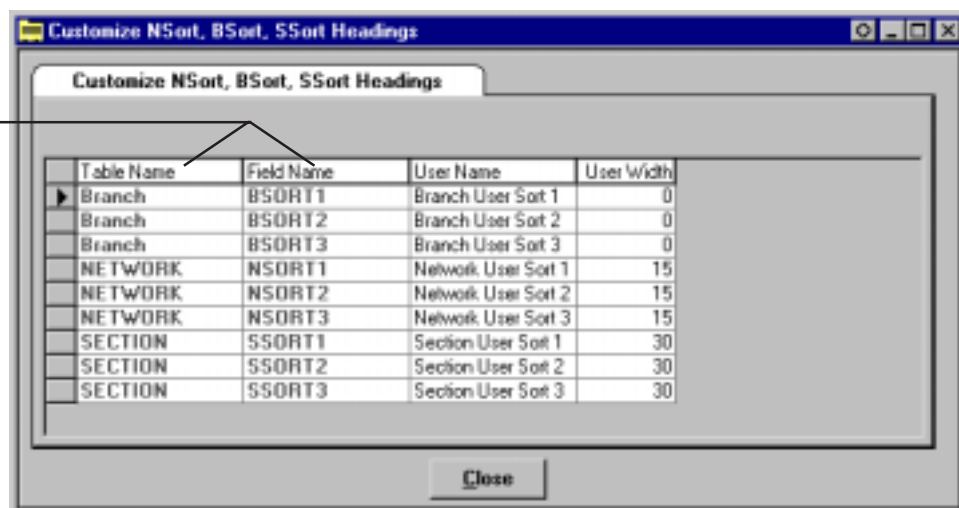 Customize NSort, BSort, SSort Headings
Customize NSort, BSort, SSort Headings
Table Name Field Name User Name User Width
Branch BSORT1 Branch User Sort 1 0
Branch BSORT2 Branch User Sort 2 0
Branch BSORT3 Branch User Sort 3 0
NETWORK NSORT1 Network User Sort 1 15
NETWORK NSORT2 Network User Sort 2 15
NETWORK NSORT3 Network User Sort 3 15
SECTION SSORT1 Section User Sort 1 30
SECTION SSORT2 Section User Sort 2 30
SECTION SSORT3 Section User Sort 3 30
Close